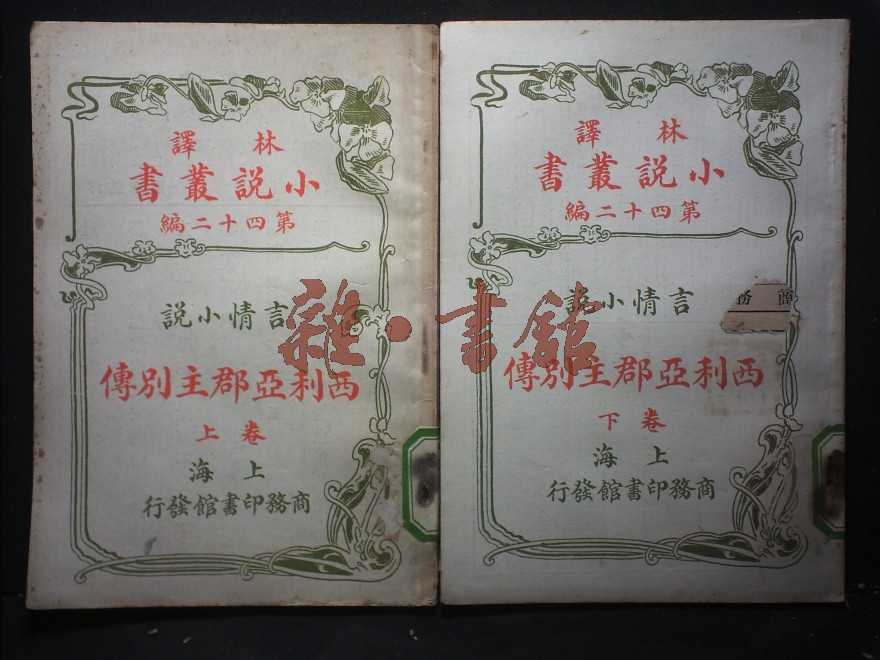 林譯
小說叢書
第四十二編
言情小說
西利亞郡主別傳
卷上
上海
商務印書館發行
林譯
小說叢書
第四十二編
言情小說
商務
西利亞郡主別傳
卷下
上海
商務印書館發行
雜·書館